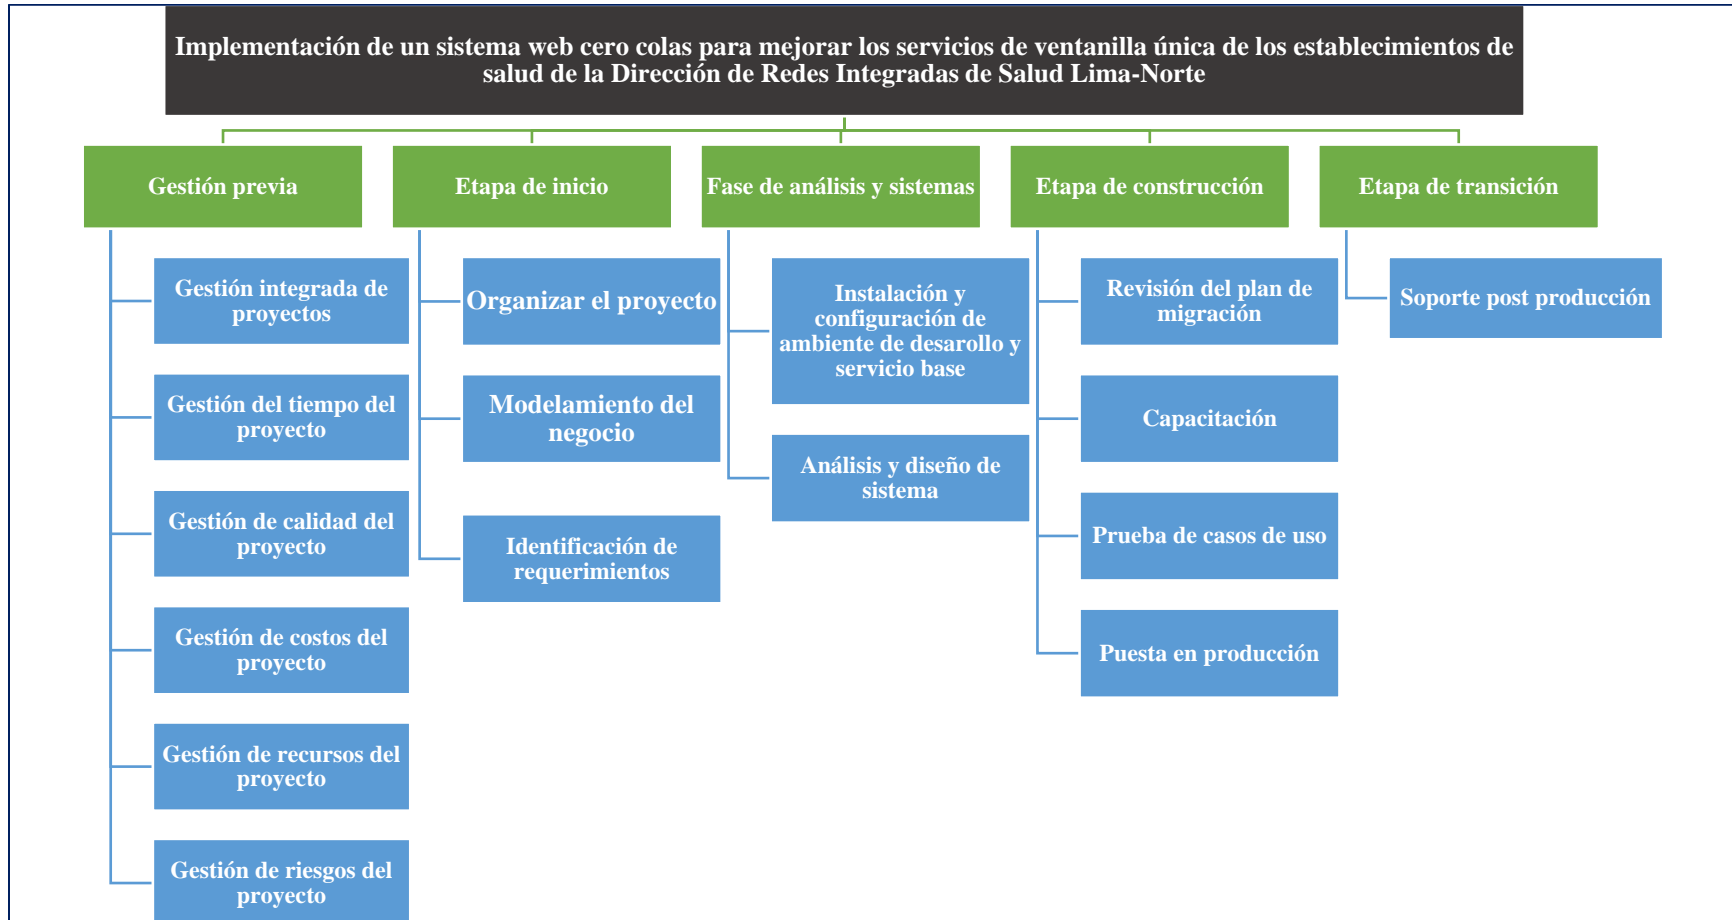 Implementación de un sistema web cero colas para mejorar los servicios de ventanilla única de los establecimientos de
salud de la Dirección de Redes Integradas de Salud Lima-Norte
Gestión previa
Gestión integrada de
proyectos
Gestión del tiempo del
proyecto
Gestión de calidad del
proyecto
Gestión de costos del
proyecto
Gestión de recursos del
proyecto
Gestión de riesgos del
proyecto
Etapa de inicio
Organizar el proyecto
Modelamiento del
negocio
Identificación de
requerimientos
Fase de análisis y sistemas
Instalación y
configuración de
ambiente de desarollo y
servicio base
Análisis y diseño de
sistema
Etapa de construcción
Revisión del plan de
migración
Capacitación
Prueba de casos de uso
Puesta en producción
Etapa de transición
Soporte post producción